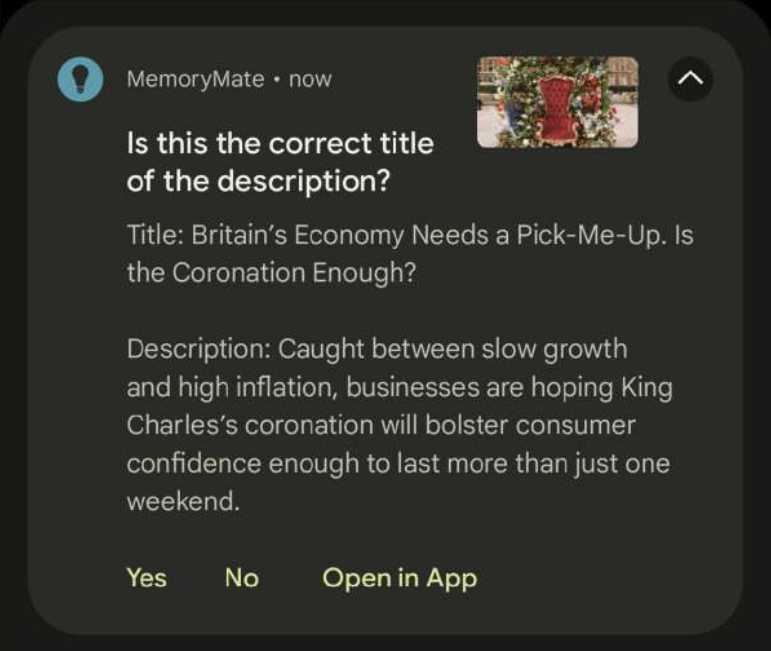 MemoryMate • now
Is this the correct title
of the description?
Title: Britain’s Economy Needs a Pick-Me-Up. Is
the Coronation Enough?
Description: Caught between slow growth
and high inflation, businesses are hoping King
Charles’s coronation will bolster consumer
confidence enough to last more than just one
weekend.
Yes No Open in App